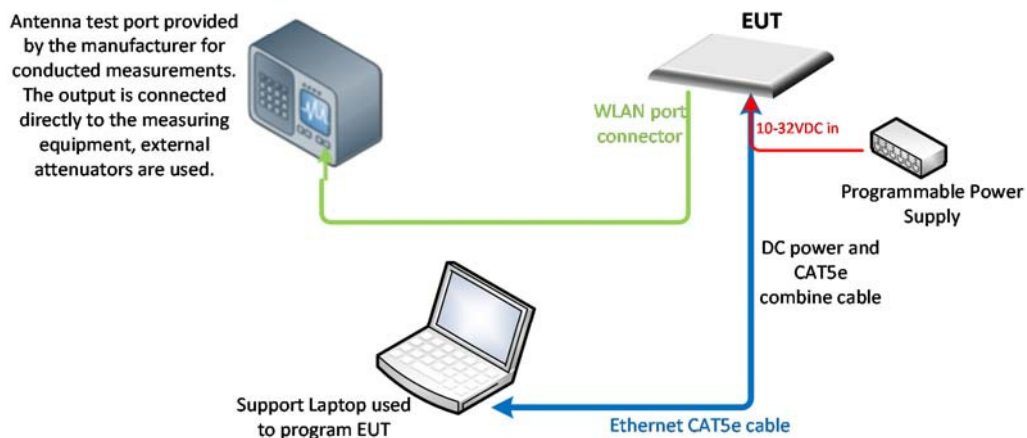 Antenna test port provided
by the manufacturer for
conducted measurements.
The output is connected
directly to the measuring
equipment, external
attenuators are used.
EUT
WLAN port
connector
10-32VDC in
Programmable Power
Supply
DC power and
CAT5e
combine cable
Support Laptop used
to program EUT
Ethernet CAT5e cable